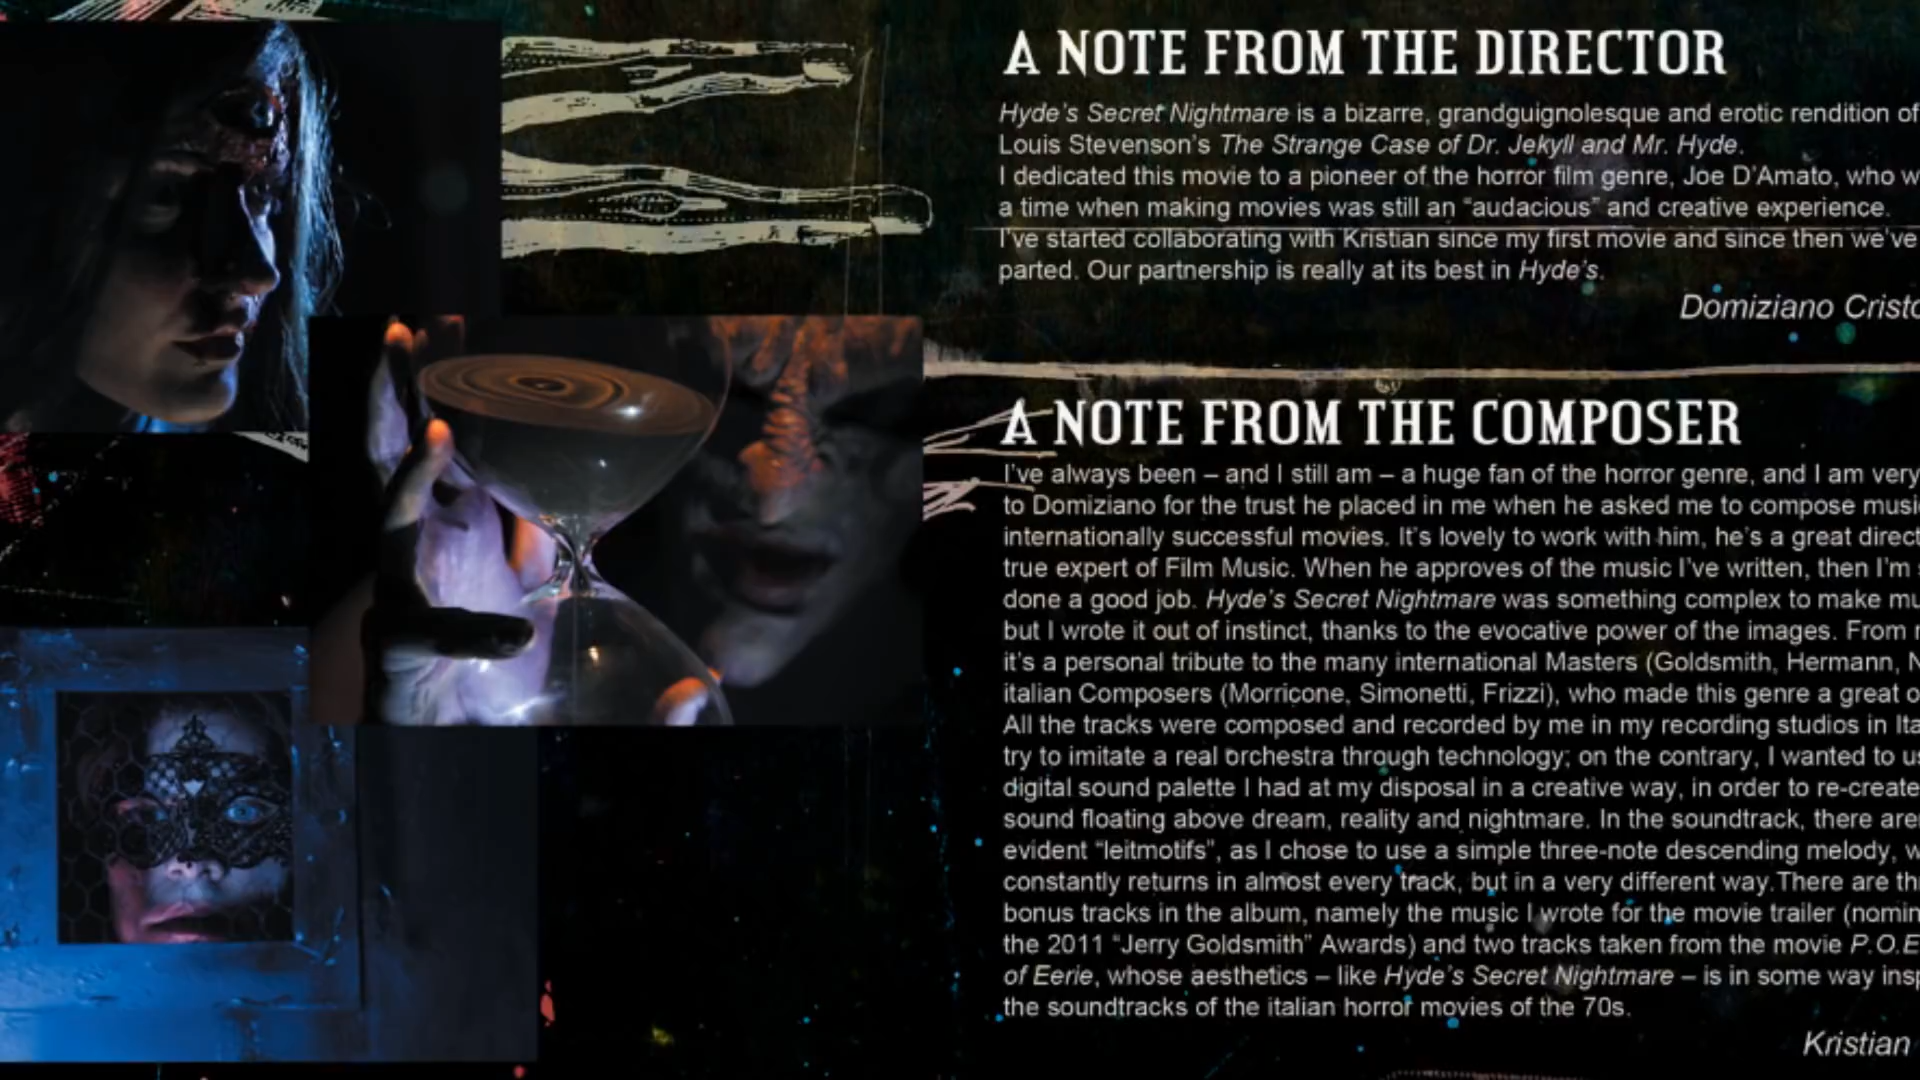 A NOTE FROM THE DIRECTOR
Hyde's Secret Nightmare is a bizarre, grandguignolesque and erotic rendition of
Louis Stevenson's The Strange Case of Dr. Jekyll and Mr. Hyde.
I dedicated this movie to a pioneer of the horror film genre, Joe D'Amato, who w
a time when making movies was still an “audacious” and creative experience.
I've started collaborating with Kristian since my first movie and since then we've
parted. Our partnership is really at its best in Hyde's.
Domiziano Cristo
A NOTE FROM THE COMPOSER
I've always been – and I still am – a huge fan of the horror genre, and I am very
to Domiziano for the trust he placed in me when he asked me to compose musi
internationally successful movies. It's lovely to work with him, he's a great direct
true expert of Film Music. When he approves of the music I've written, then I'm s
done a good job. Hyde's Secret Nightmare was something complex to make mu
but I wrote it out of instinct, thanks to the evocative power of the images. From
it's a personal tribute to the many international Masters (Goldsmith, Hermann, N
italian Composers (Morricone, Simonetti, Frizzi), who made this genre a great o
All the tracks were composed and recorded by me in my recording studios in Ita
try to imitate a real orchestra through technology; on the contrary, I wanted to us
digital sound palette I had at my disposal in a creative way, in order to re-create
sound floating above dream, reality and nightmare. In the soundtrack, there are
evident “leitmotifs”, as I chose to use a simple three-note descending melody, w
constantly returns in almost every track, but in a very different way.There are th
bonus tracks in the album, namely the music I wrote for the movie trailer (nomin
the 2011 “Jerry Goldsmith” Awards) and two tracks taken from the movie P.O.E
of Eerie, whose aesthetics – like Hyde's Secret Nightmare – is in some way insp
the soundtracks of the italian horror movies of the 70s.
Kristian